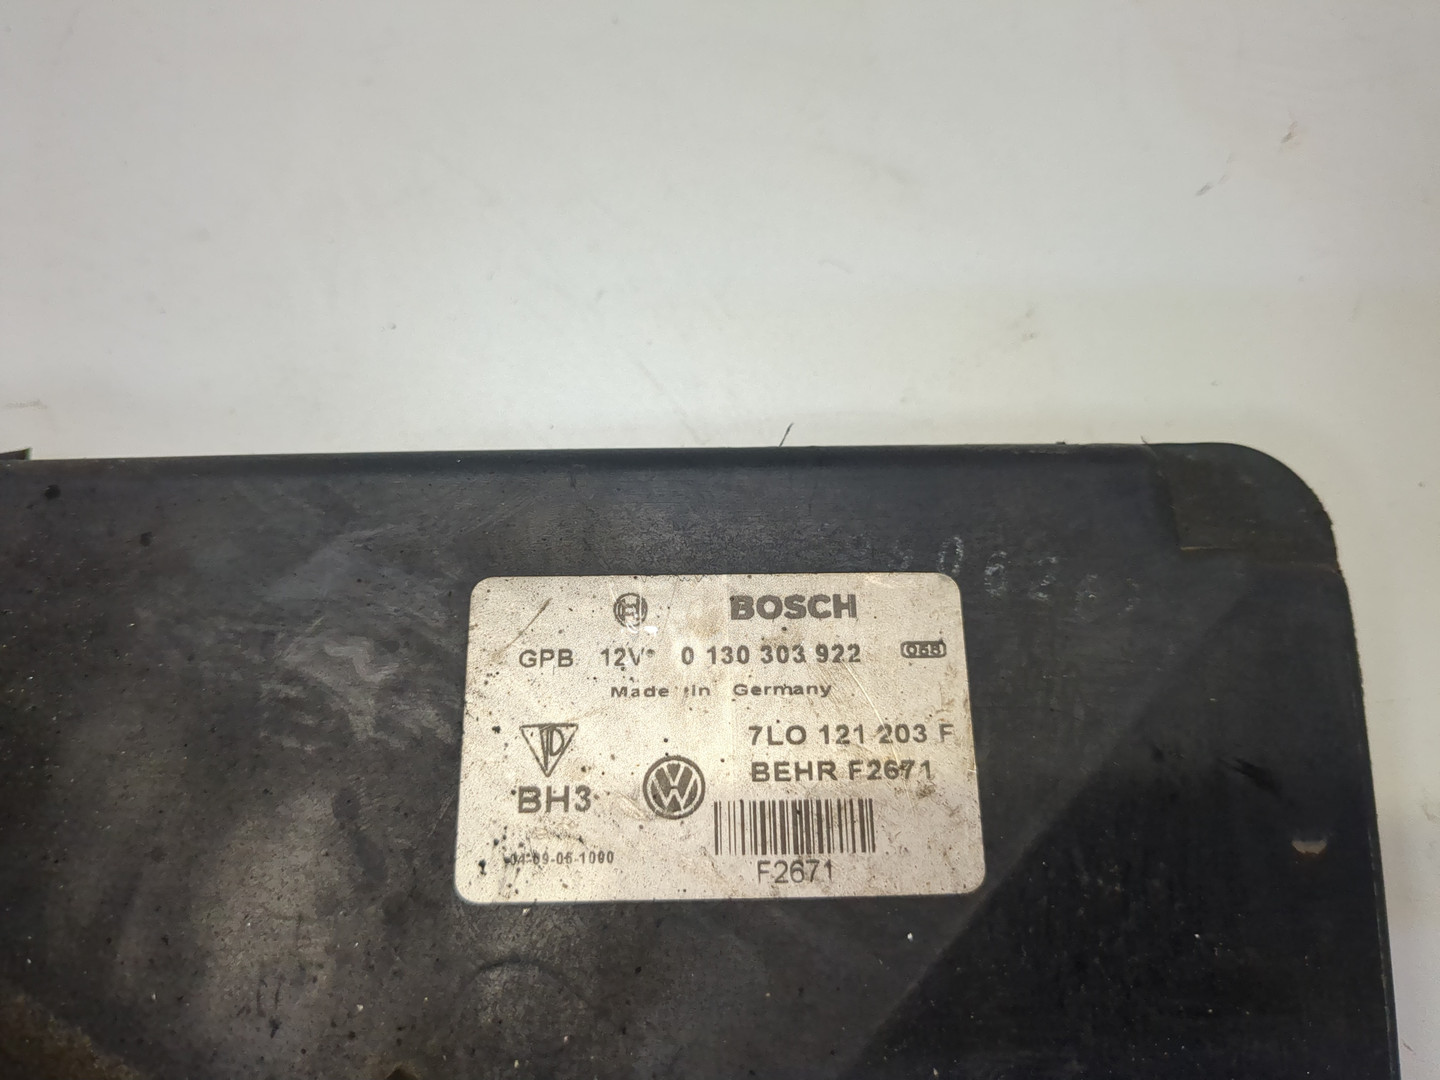 BOSCH
GPB 12V 0 130 303 922
Made in Germany
7LO 121 203 F
BEHR F2671
BH3
F2671